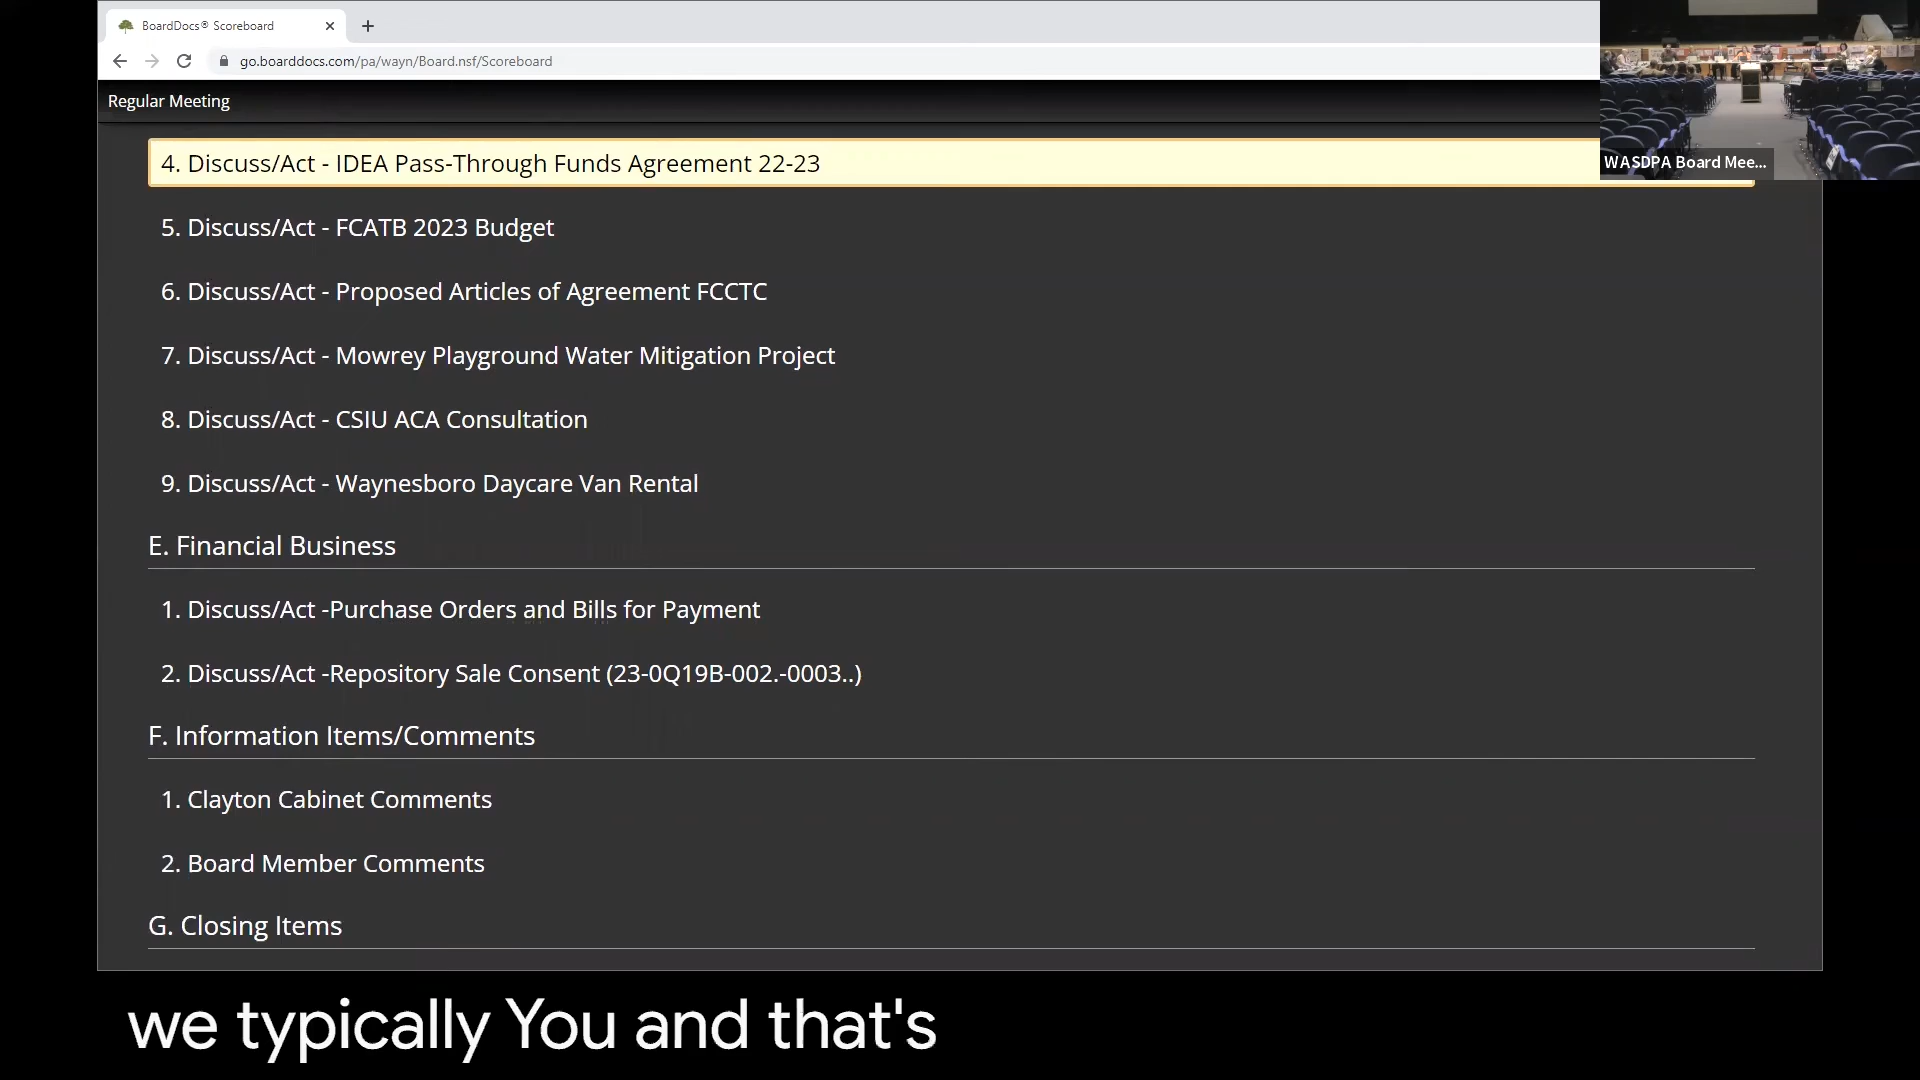 BoardDocs® Scoreboard
go.boarddocs.com/pa/wayn/Board.nsf/Scoreboard
Regular Meeting
WASDPA Board Mee...
4. Discuss/Act - IDEA Pass-Through Funds Agreement 22-23
5. Discuss/Act - FCATB 2023 Budget
6. Discuss/Act - Proposed Articles of Agreement FCCTC
7. Discuss/Act - Mowrey Playground Water Mitigation Project
8. Discuss/Act - CSIU ACA Consultation
9. Discuss/Act - Waynesboro Daycare Van Rental
E. Financial Business
1. Discuss/Act -Purchase Orders and Bills for Payment
2. Discuss/Act -Repository Sale Consent (23-0Q19B-002.-0003..)
F. Information Items/Comments
1. Clayton Cabinet Comments
2. Board Member Comments
G. Closing Items
we typically You and that's